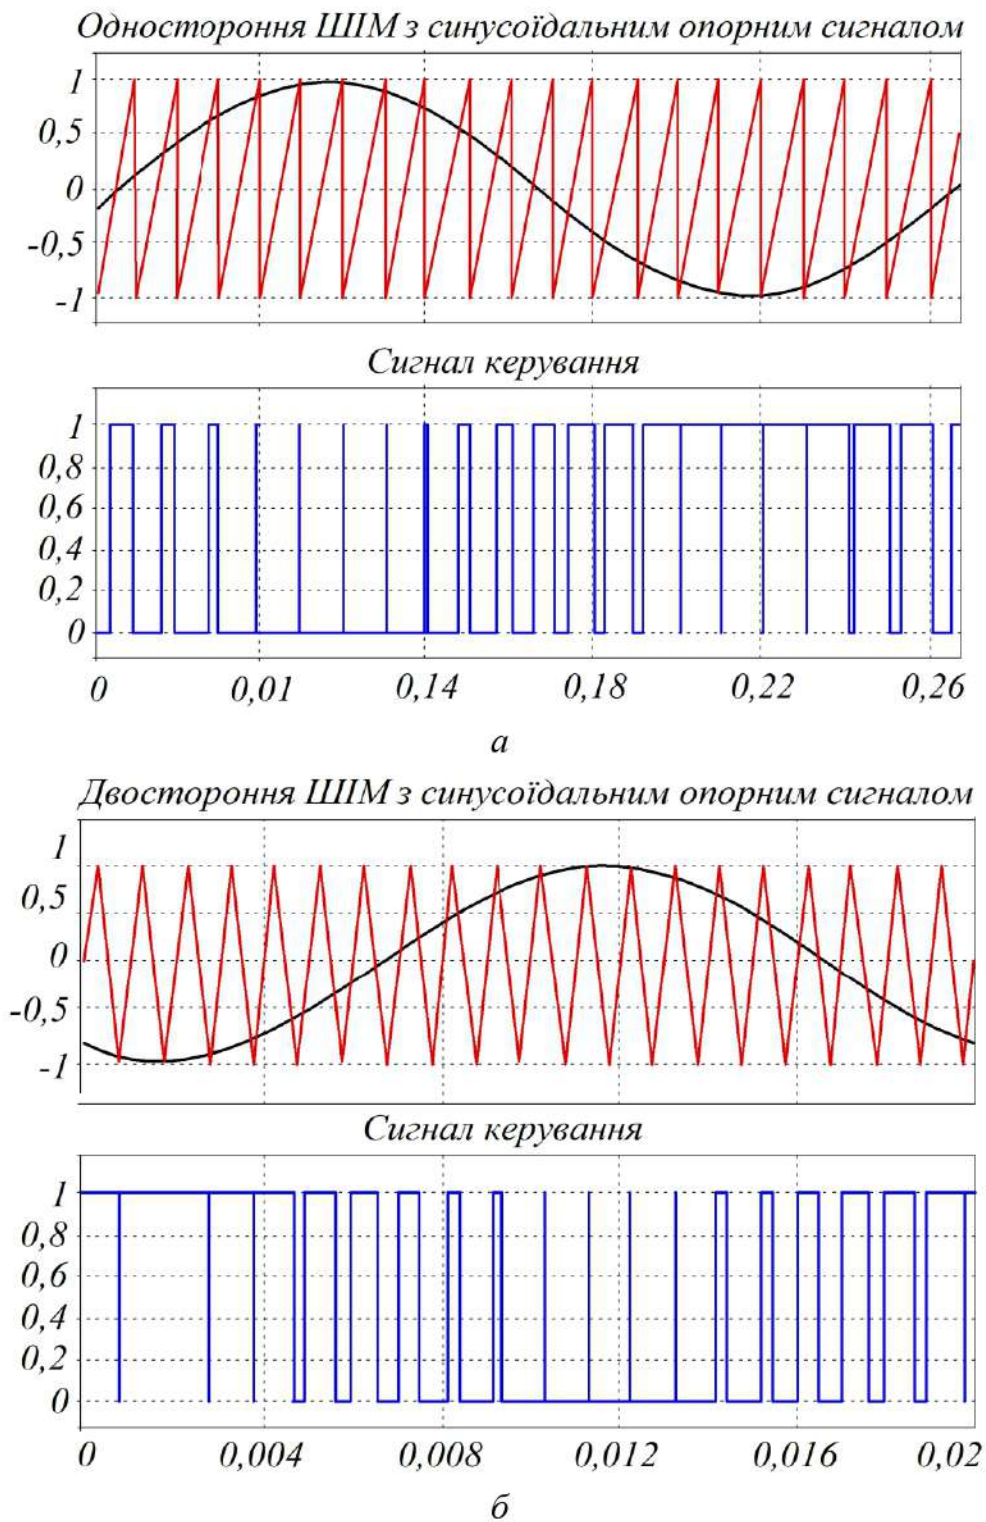 Одностороння ШІМ з синусоїдальним опорним сигналом
1
0,5
0
-0,5
-1
Сигнал керування
1
0,8
0,6
0,4
0,2
0
0 0,01 0,14 0,18 0,22 0,26
а
Двостороння ШІМ з синусоїдальним опорним сигналом
1
0,5
0
-0,5
-1
Сигнал керування
1
0,8
0,6
0,4
0,2
0
0 0,004 0,008 0,012 0,016 0,02
б